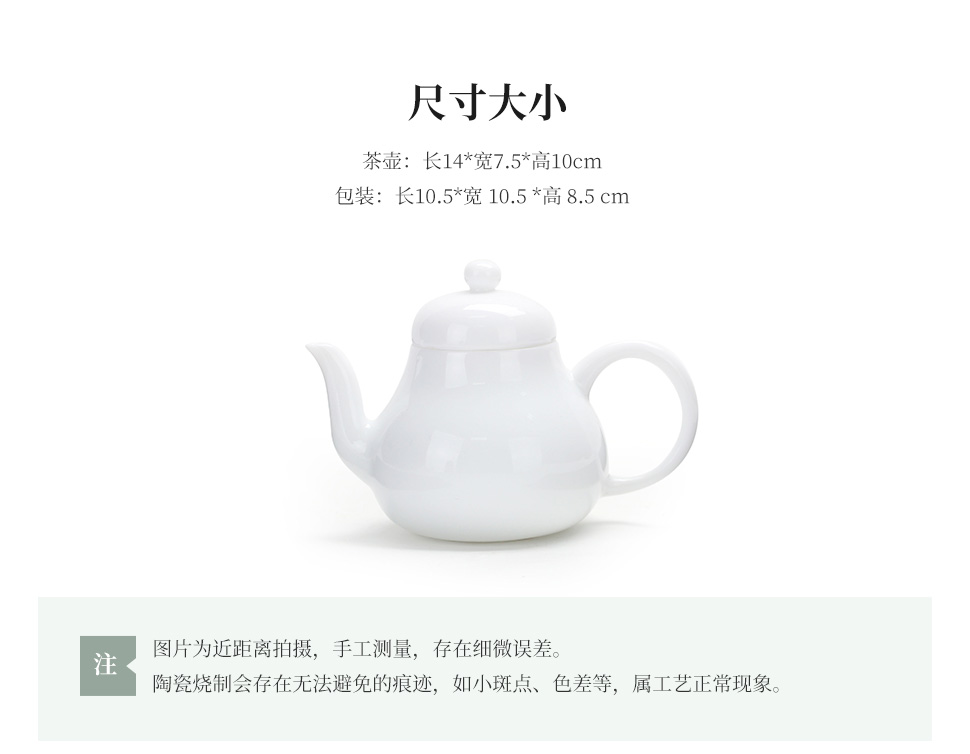 尺寸大小
茶壶：长14*宽7.5*高10cm
包装：长10.5*宽 10.5 *高 8.5 cm
注
图片为近距离拍摄，手工测量，存在细微误差。
陶瓷烧制会存在无法避免的痕迹，如小斑点、色差等，属工艺正常现象。